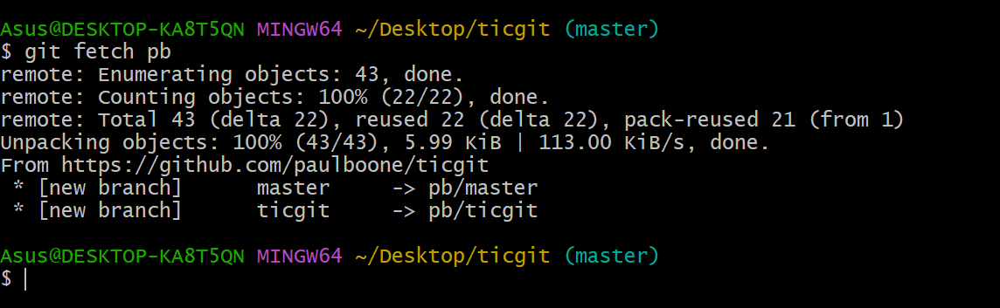 Asus@DESKTOP-KA8T5QN MINGW64 ~/Desktop/ticgit (master)
$ git fetch pb
remote: Enumerating objects: 43, done.
remote: Counting objects: 100% (22/22), done.
remote: Total 43 (delta 22), reused 22 (delta 22), pack-reused 21 (from 1)
Unpacking objects: 100% (43/43), 5.99 KiB | 113.00 KiB/s, done.
From https://github.com/paulboone/ticgit
 * [new branch]      master     -> pb/master
 * [new branch]      ticgit     -> pb/ticgit
Asus@DESKTOP-KA8T5QN MINGW64 ~/Desktop/ticgit (master)
$